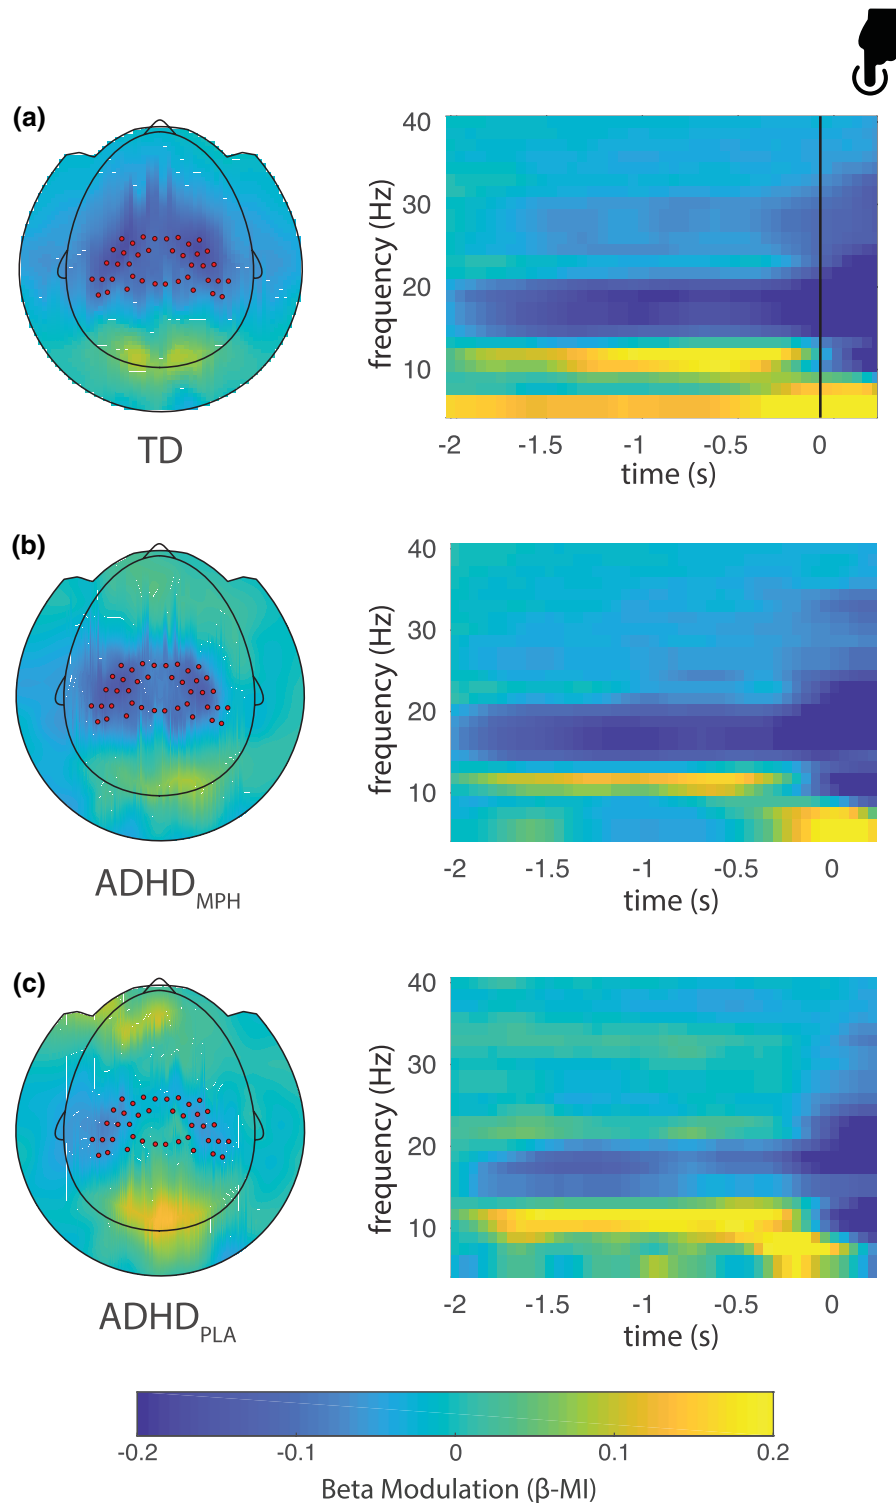 (a)
TD
frequency (Hz)
40
30
20
10
-2 -1.5 -1 -0.5 0
time (s)
(b)
ADHD MPH
frequency (Hz)
40
30
20
10
-2 -1.5 -1 -0.5 0
time (s)
(c)
ADHD PLA
frequency (Hz)
40
30
20
10
-2 -1.5 -1 -0.5 0
time (s)
-0.2 -0.1 0 0.1 0.2
Beta Modulation (β-MI)